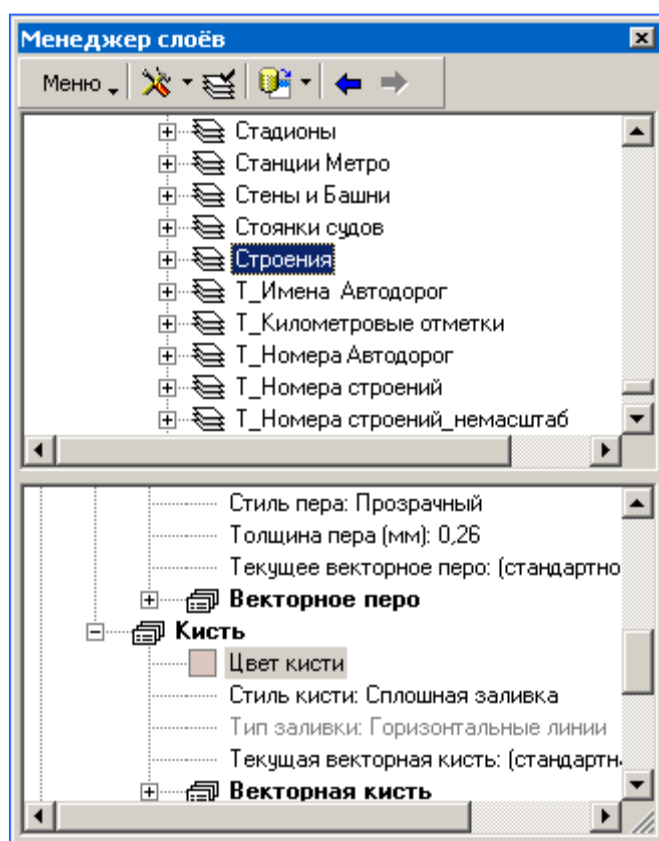 Менеджер слоёв
Меню
Стадионы
Станции Метро
Стены и Башни
Стоянки судов
Строения
Т_Имена Автодорог
Т_Километровые отметки
Т_Номера Автодорог
Т_Номера строений
Т_Номера строений_немасштаб
Стиль пера: Прозрачный
Толщина пера (мм): 0,26
Текущее векторное перо: (стандартно
Векторное перо
Кисть
Цвет кисти
Стиль кисти: Сплошная заливка
Тип заливки: Горизонтальные линии
Текущая векторная кисть: (стандартн
Векторная кисть